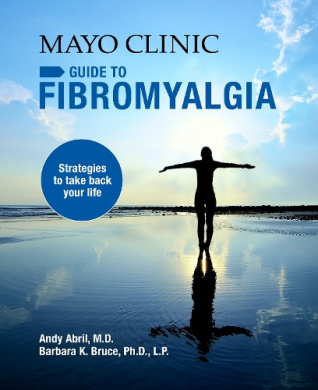 MAYO CLINIC
GUIDE TO
FIBROMYALGIA
Strategies
to take back
your life
Andy Abril, M.D.
Barbara K. Bruce, Ph.D., L.P.